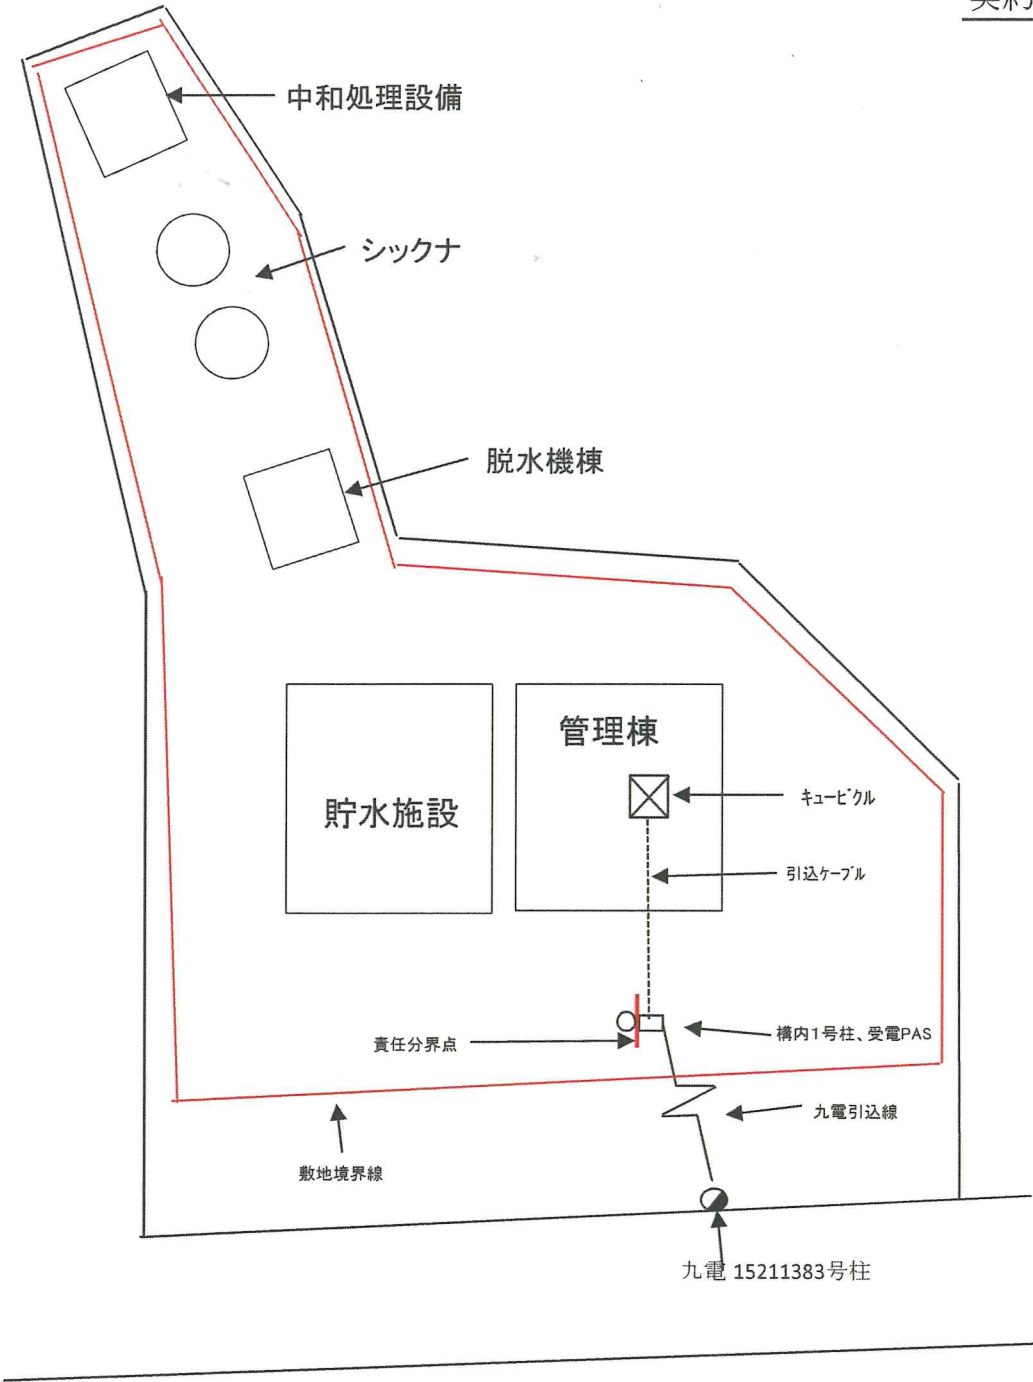 中和処理設備
シックナ
脱水機棟
管理棟
貯水施設
キュービクル
引込ケーブル
構内1号柱、受電PAS
責任分界点
九電引込線
敷地境界線
九電 15211383号柱